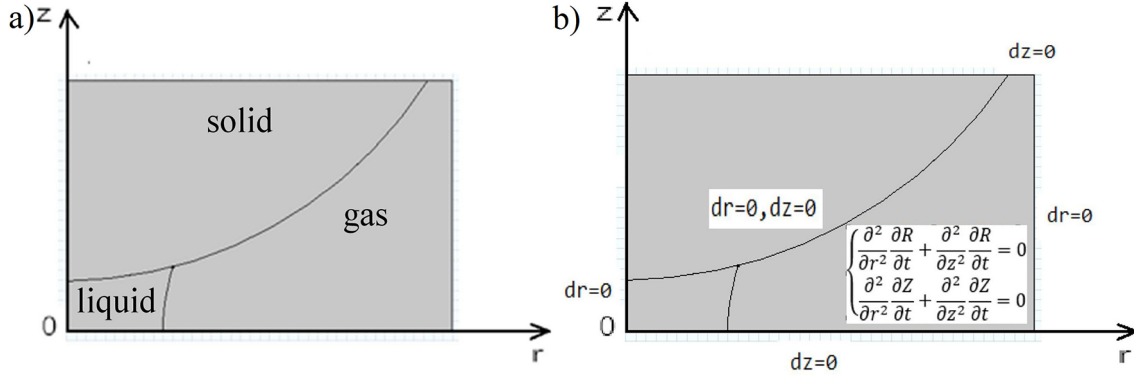 a)
z
solid
gas
liquid
0
r
b)
z
dz=0
dr=0,dz=0
dr=0
{∂²/∂r² ∂R/∂t + ∂²/∂z² ∂R/∂t = 0
∂²/∂r² ∂Z/∂t + ∂²/∂z² ∂Z/∂t = 0
dr=0
0
r
dz=0